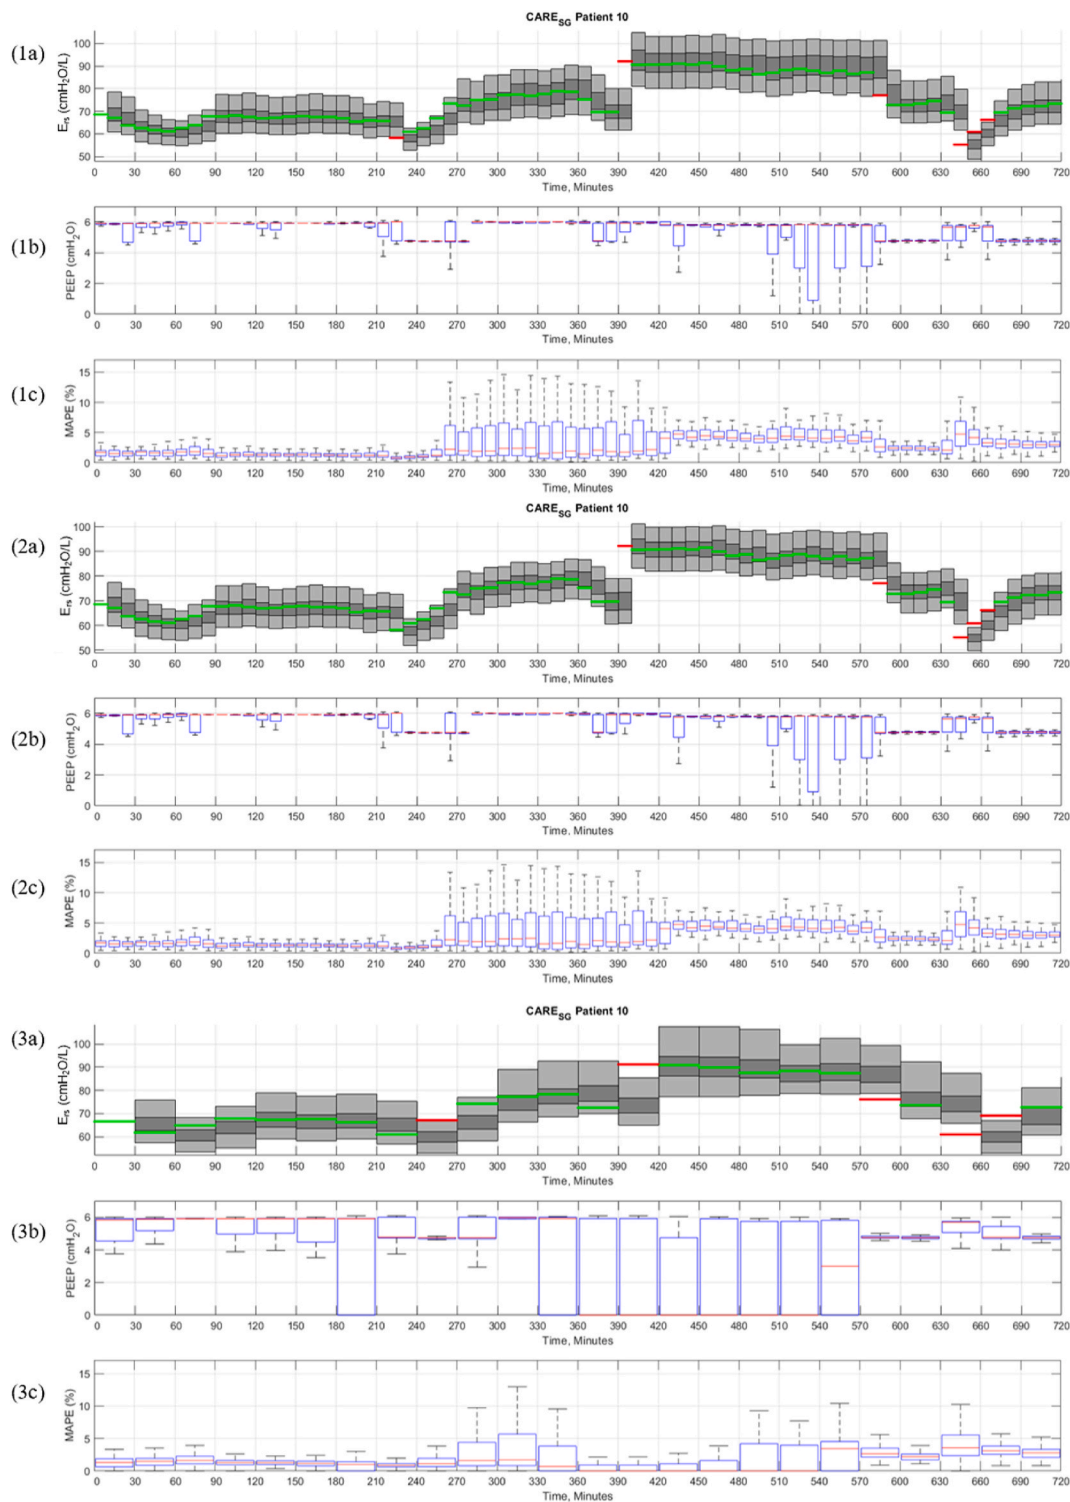 CARE_SG Patient 10
(1a)
E_rs (cmH2O/L)
100
90
80
70
60
50
0 30 60 90 120 150 180 210 240 270 300 330 360 390 420 450 480 510 540 570 600 630 660 690 720
Time, Minutes
(1b)
PEEP (cmH2O)
6
4
2
0
0 30 60 90 120 150 180 210 240 270 300 330 360 390 420 450 480 510 540 570 600 630 660 690 720
Time, Minutes
(1c)
MAPE (%)
15
10
5
0
0 30 60 90 120 150 180 210 240 270 300 330 360 390 420 450 480 510 540 570 600 630 660 690 720
Time, Minutes
CARE_SG Patient 10
(2a)
E_rs (cmH2O/L)
100
90
80
70
60
50
0 30 60 90 120 150 180 210 240 270 300 330 360 390 420 450 480 510 540 570 600 630 660 690 720
Time, Minutes
(2b)
PEEP (cmH2O)
6
4
2
0
0 30 60 90 120 150 180 210 240 270 300 330 360 390 420 450 480 510 540 570 600 630 660 690 720
Time, Minutes
(2c)
MAPE (%)
15
10
5
0
0 30 60 90 120 150 180 210 240 270 300 330 360 390 420 450 480 510 540 570 600 630 660 690 720
Time, Minutes
CARE_SG Patient 10
(3a)
E_rs (cmH2O/L)
100
90
80
70
60
0 30 60 90 120 150 180 210 240 270 300 330 360 390 420 450 480 510 540 570 600 630 660 690 720
Time, Minutes
(3b)
PEEP (cmH2O)
6
4
2
0
0 30 60 90 120 150 180 210 240 270 300 330 360 390 420 450 480 510 540 570 600 630 660 690 720
Time, Minutes
(3c)
MAPE (%)
15
10
5
0
0 30 60 90 120 150 180 210 240 270 300 330 360 390 420 450 480 510 540 570 600 630 660 690 720
Time, Minutes